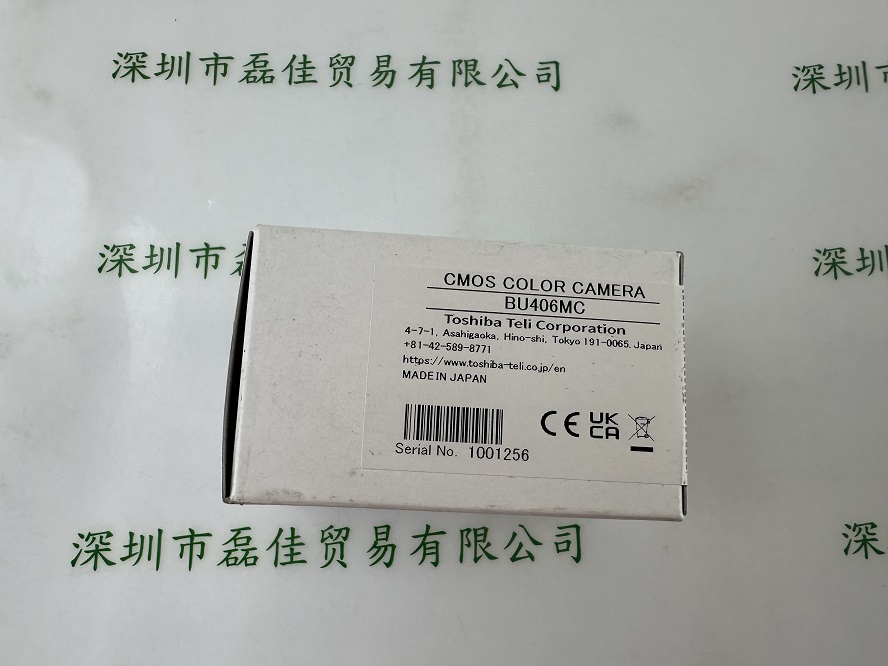 深圳市磊佳贸易有限公司
深圳市
深圳市
深圳
CMOS COLOR CAMERA
BU406MC
Toshiba Teli Corporation
4-7-1, Asahigaoka, Hino-shi, Tokyo 191-0065, Japan
+81-42-589-8771
https://www.toshiba-teli.co.jp/en
MADE IN JAPAN
CE UK CA
Serial No. 1001256
深圳市磊佳贸易有限公司
深